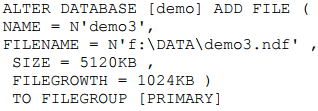 ALTER DATABASE [demo] ADD FILE (
NAME = N'demo3',
FILENAME = N'f:\DATA\demo3.ndf' ,
SIZE = 5120KB ,
FILEGROWTH = 1024KB )
TO FILEGROUP [PRIMARY]